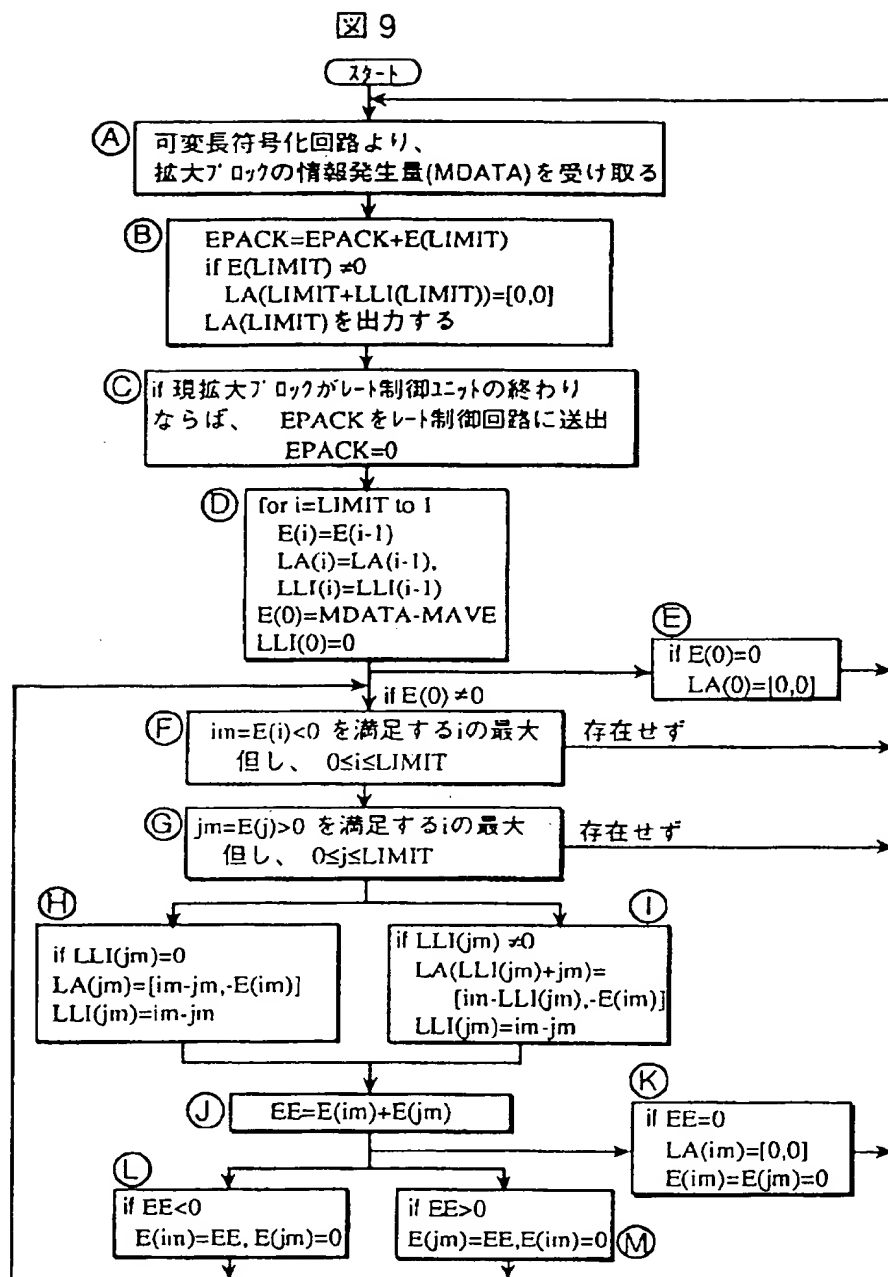 図 9
スタート
A
可変長符号化回路より、
拡大ブロックの情報発生量(MDATA)を受け取る
B
EPACK=EPACK+E(LIMIT)
if E(LIMIT) ≠0
LA(LIMIT+LLI(LIMIT))=[0,0]
LA(LIMIT)を出力する
C
if 現拡大ブロックがレート制御ユニットの終わり
ならば、 EPACKをレート制御回路に送出
EPACK=0
D
for i=LIMIT to 1
E(i)=E(i-1)
LA(i)=LA(i-1),
LLI(i)=LLI(i-1)
E(0)=MDATA-MAVE
LLI(0)=0
E
if E(0)=0
LA(0)=[0,0]
if E(0) ≠0
F
im=E(i)<0 を満足するiの最大
但し、 0≤i≤LIMIT
存在せず
G
jm=E(j)>0 を満足するiの最大
但し、 0≤j≤LIMIT
存在せず
H
if LLI(jm)=0
LA(jm)=[im-jm,-E(im)]
LLI(jm)=im-jm
I
if LLI(jm) ≠0
LA(LLI(jm)+jm)=
[im-LLI(jm),-E(im)]
LLI(jm)=im-jm
J
EE=E(im)+E(jm)
K
if EE=0
LA(im)=[0,0]
E(im)=E(jm)=0
L
if EE<0
E(im)=EE, E(jm)=0
if EE>0
E(jm)=EE,E(im)=0
M